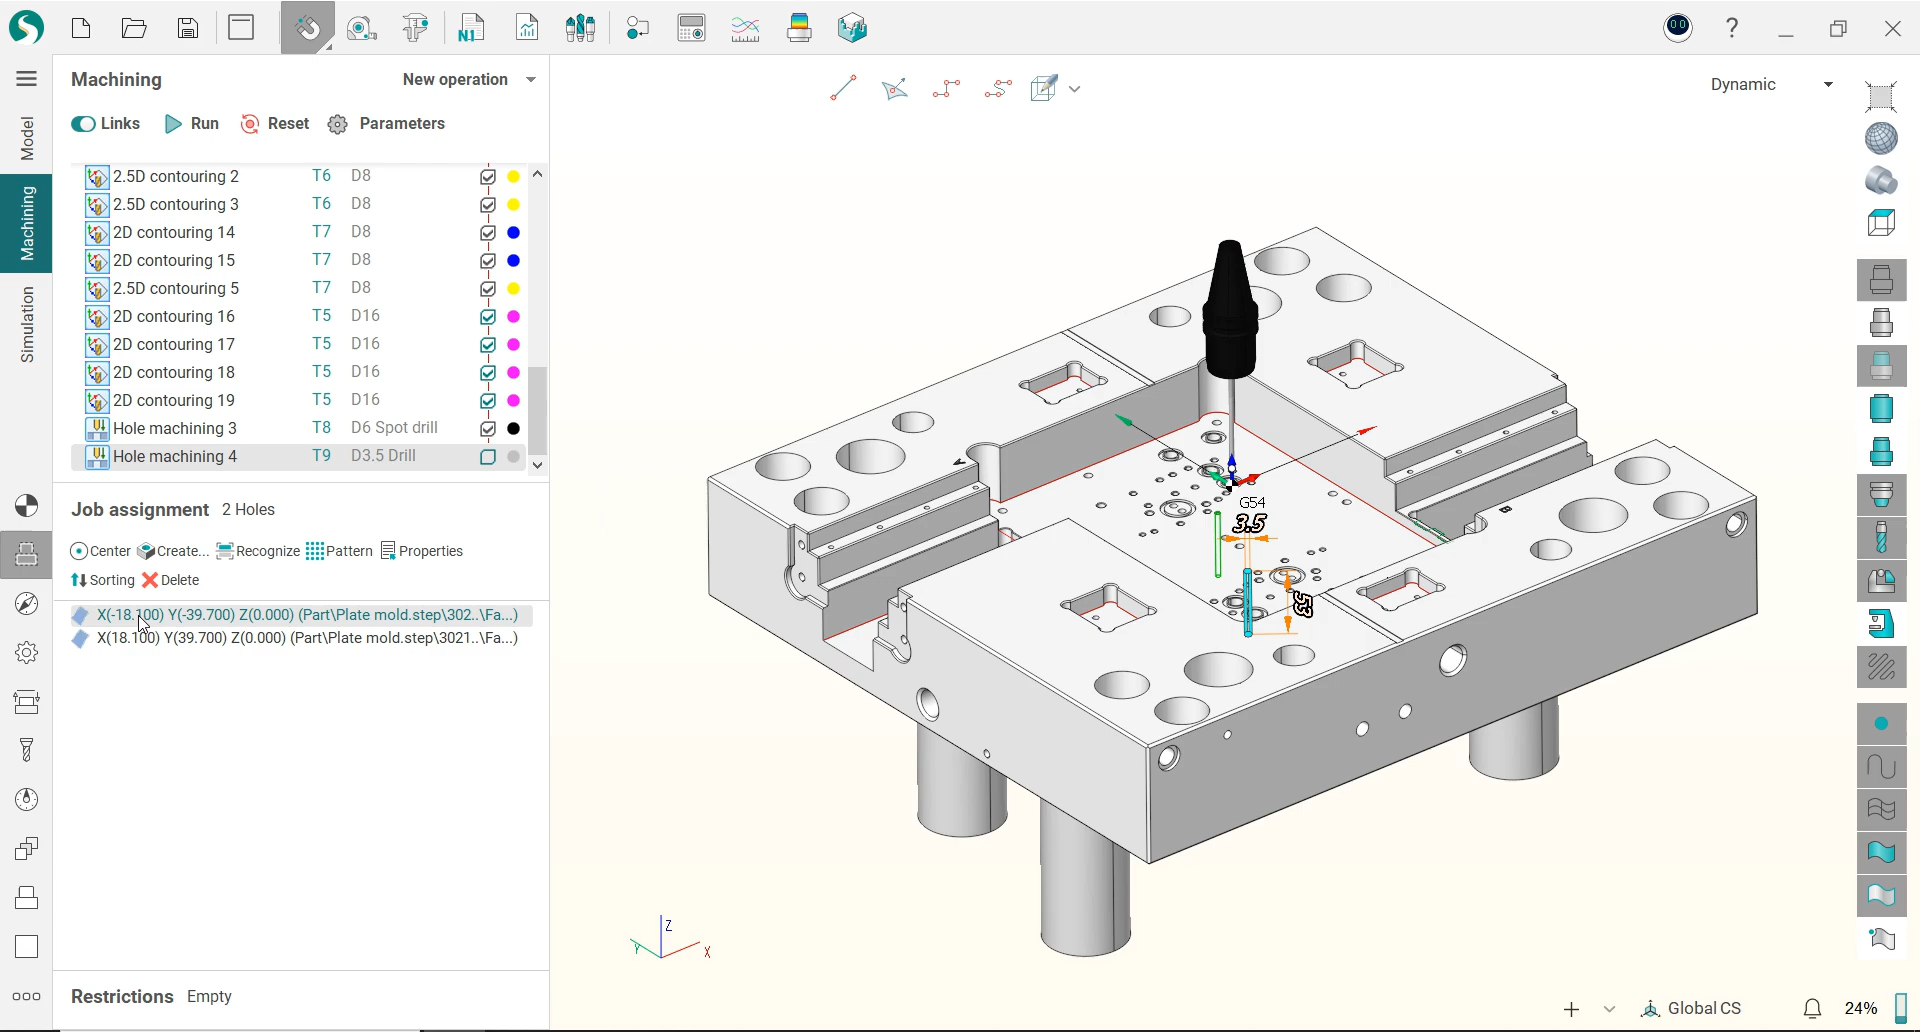 N1
?
Machining
New operation
Dynamic
Links
Run
Reset
Parameters
Model
Machining
Simulation
2.5D contouring 2 T6 D8
2.5D contouring 3 T6 D8
2D contouring 14 T7 D8
2D contouring 15 T7 D8
2.5D contouring 5 T7 D8
2D contouring 16 T5 D16
2D contouring 17 T5 D16
2D contouring 18 T5 D16
2D contouring 19 T5 D16
Hole machining 3 T8 D6 Spot drill
Hole machining 4 T9 D3.5 Drill
Job assignment 2 Holes
Center Create... Recognize Pattern Properties
Sorting Delete
X(-18.100) Y(-39.700) Z(0.000) (Part\Plate mold.step\302..\Fa...)
X(18.100) Y(39.700) Z(0.000) (Part\Plate mold.step\3021..\Fa...)
A
B
G54
3.5
53
Z
Y
X
Restrictions Empty
Global CS
24%